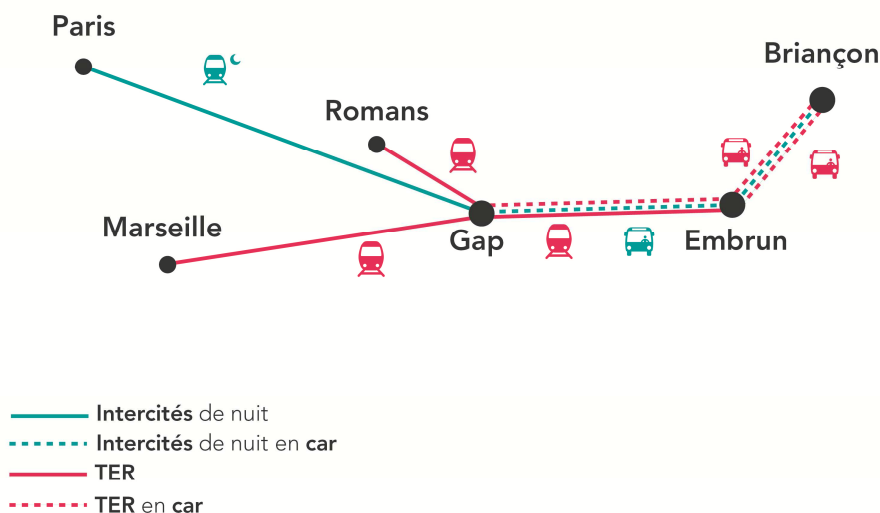 Paris
Briançon
Romans
Marseille
Gap
Embrun
Intercités de nuit
Intercités de nuit en car
TER
TER en car